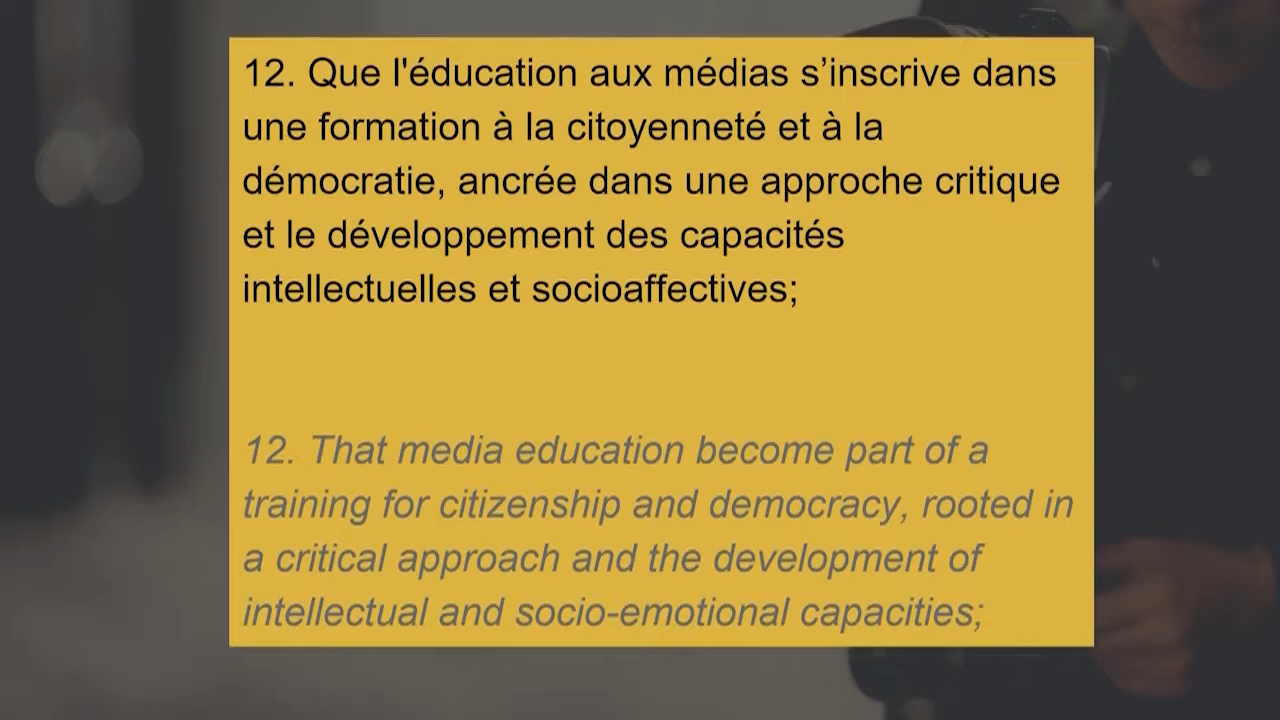 12. Que l'éducation aux médias s’inscrive dans
une formation à la citoyenneté et à la
démocratie, ancrée dans une approche critique
et le développement des capacités
intellectuelles et socioaffectives;
12. That media education become part of a
training for citizenship and democracy, rooted in
a critical approach and the development of
intellectual and socio-emotional capacities;